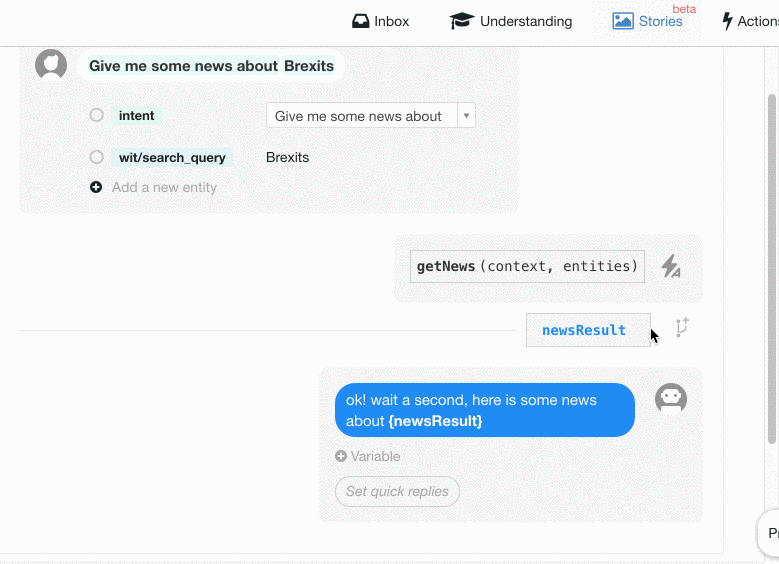 Inbox
Understanding
Stories
beta
Actions
Give me some news about Brexits
intent
Give me some news about
wit/search_query
Brexits
Add a new entity
getNews(context, entities)
newsResult
ok! wait a second, here is some news
about {newsResult}
Variable
Set quick replies